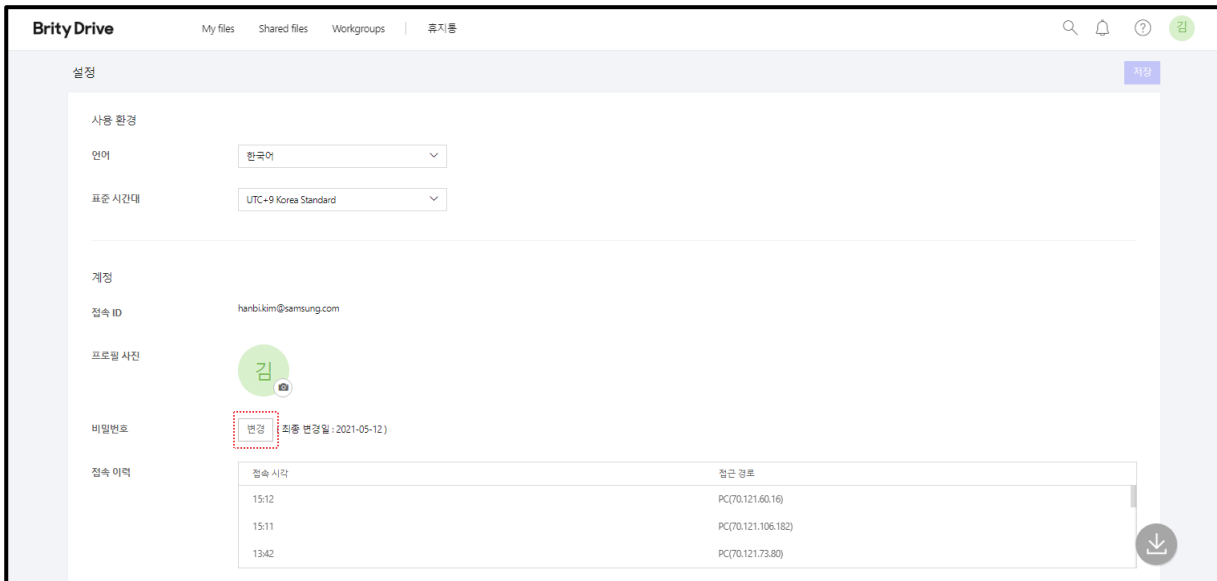 Brity Drive My files Shared files Workgroups 휴지통 김
설정 저장
사용 환경
언어 한국어
표준 시간대 UTC+9 Korea Standard
계정
접속 ID hanbi.kim@samsung.com
프로필 사진 김
비밀번호 변경 ( 최종 변경일 : 2021-05-12 )
접속 이력 접속 시각 접근 경로
15:12 PC(70.121.60.16)
15:11 PC(70.121.106.182)
13:42 PC(70.121.73.80)